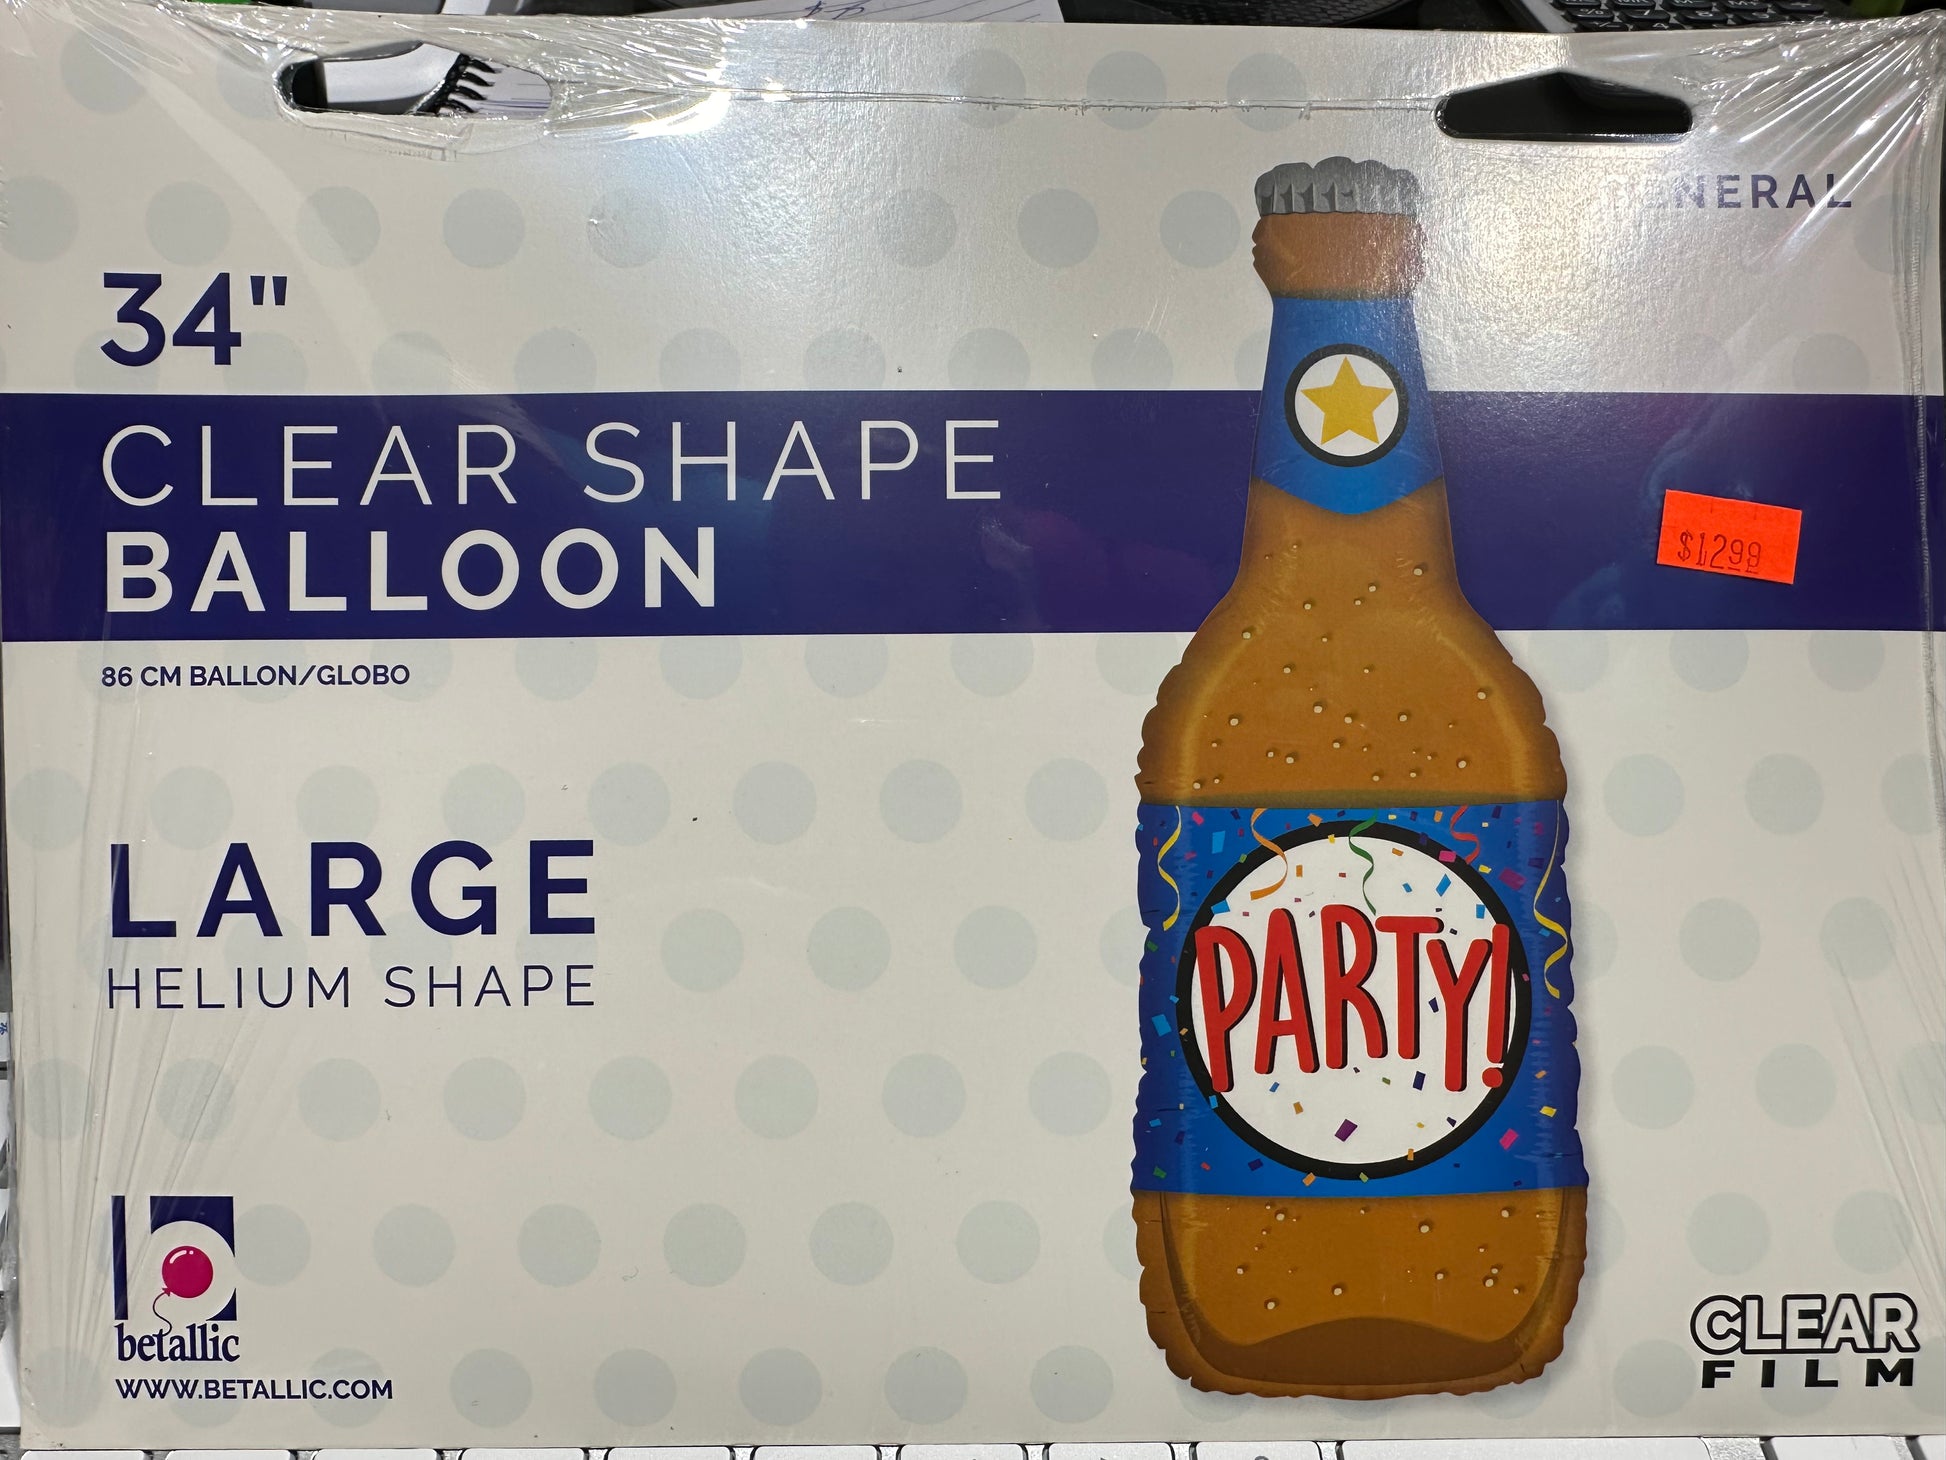 GENERAL
34"
CLEAR SHAPE
BALLOON
$12.99
86 CM BALLON/GLOBO
LARGE
HELIUM SHAPE
PARTY!
betallic
WWW.BETALLIC.COM
CLEAR
FILM